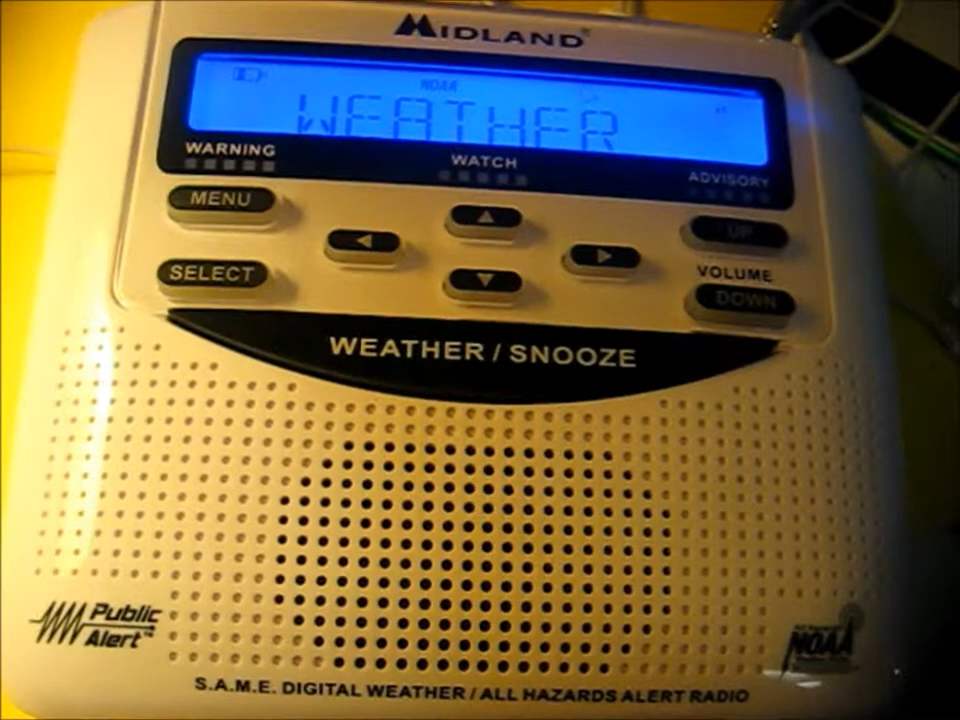 MIDLAND®
NOAA
WEATHER
WARNING
WATCH
ADVISORY
MENU
UP
SELECT
VOLUME
DOWN
WEATHER / SNOOZE
Public
Alert™
NOAA
S.A.M.E. DIGITAL WEATHER / ALL HAZARDS ALERT RADIO